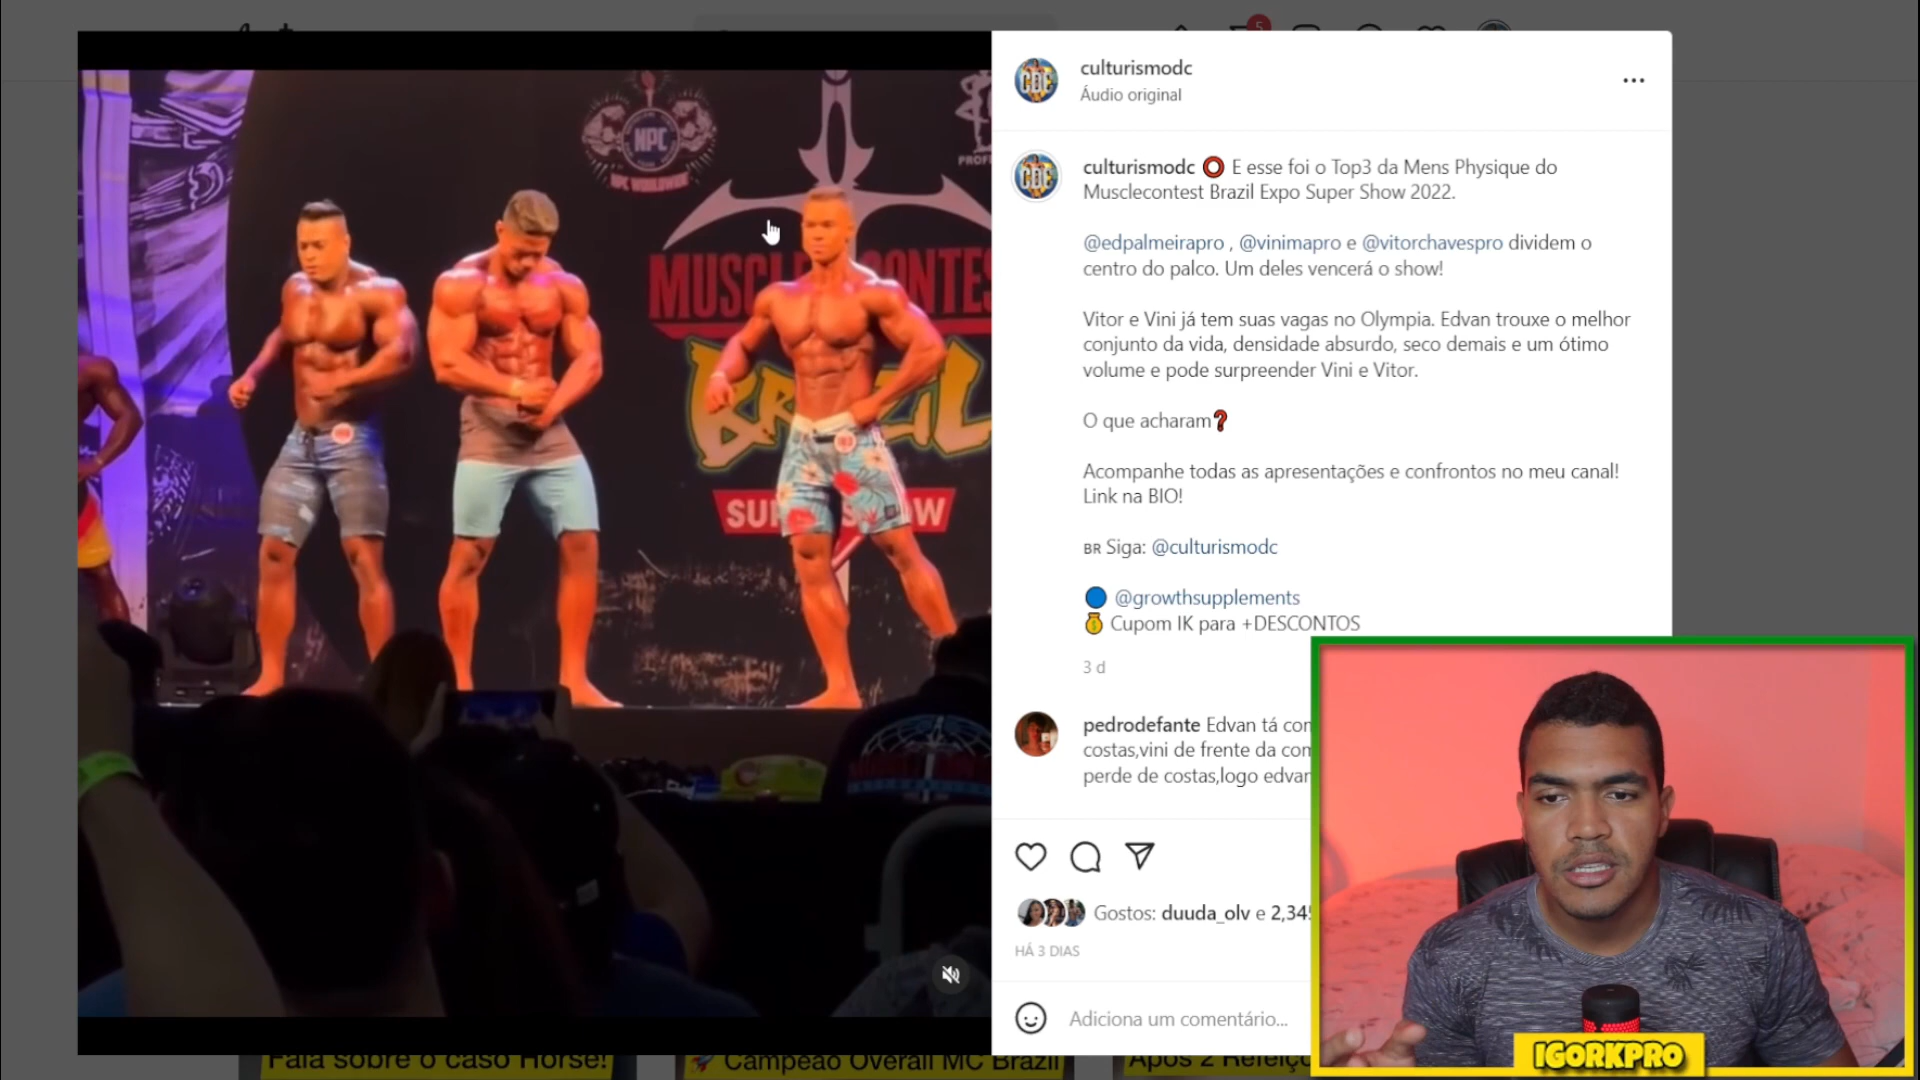 5
NPC
NPC WORLDWIDE
BRAZIL
culturismodc
Áudio original
culturismodc ⭕ E esse foi o Top3 da Mens Physique do
Musclecontest Brazil Expo Super Show 2022.
@edpalmeirapro , @vinimapro e @vitorchavespro dividem o
centro do palco. Um deles vencerá o show!
Vitor e Vini já tem suas vagas no Olympia. Edvan trouxe o melhor
conjunto da vida, densidade absurdo, seco demais e um ótimo
volume e pode surpreender Vini e Vitor.
O que acharam❓
Acompanhe todas as apresentações e confrontos no meu canal!
Link na BIO!
BR Siga: @culturismodc
🔵 @growthsupplements
💰 Cupom IK para +DESCONTOS
3 d
pedrodefante Edvan tá
costas,vini de frente da
perde de costas,logo
Gostos: duuda_olv e
HÁ 3 DIAS
Adiciona um comentário...
IGORKPRO
Fala sobre o caso Horse!
🚀 Campeão Overall MC Brazil
Após 2